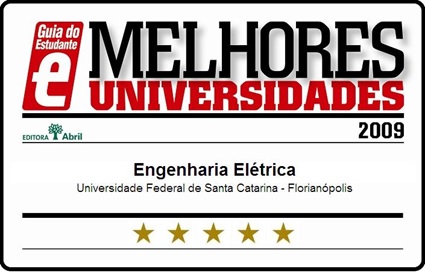 Guia do
Estudante
e
MELHORES
UNIVERSIDADES
EDITORA Abril
2009
Engenharia Elétrica
Universidade Federal de Santa Catarina - Florianópolis